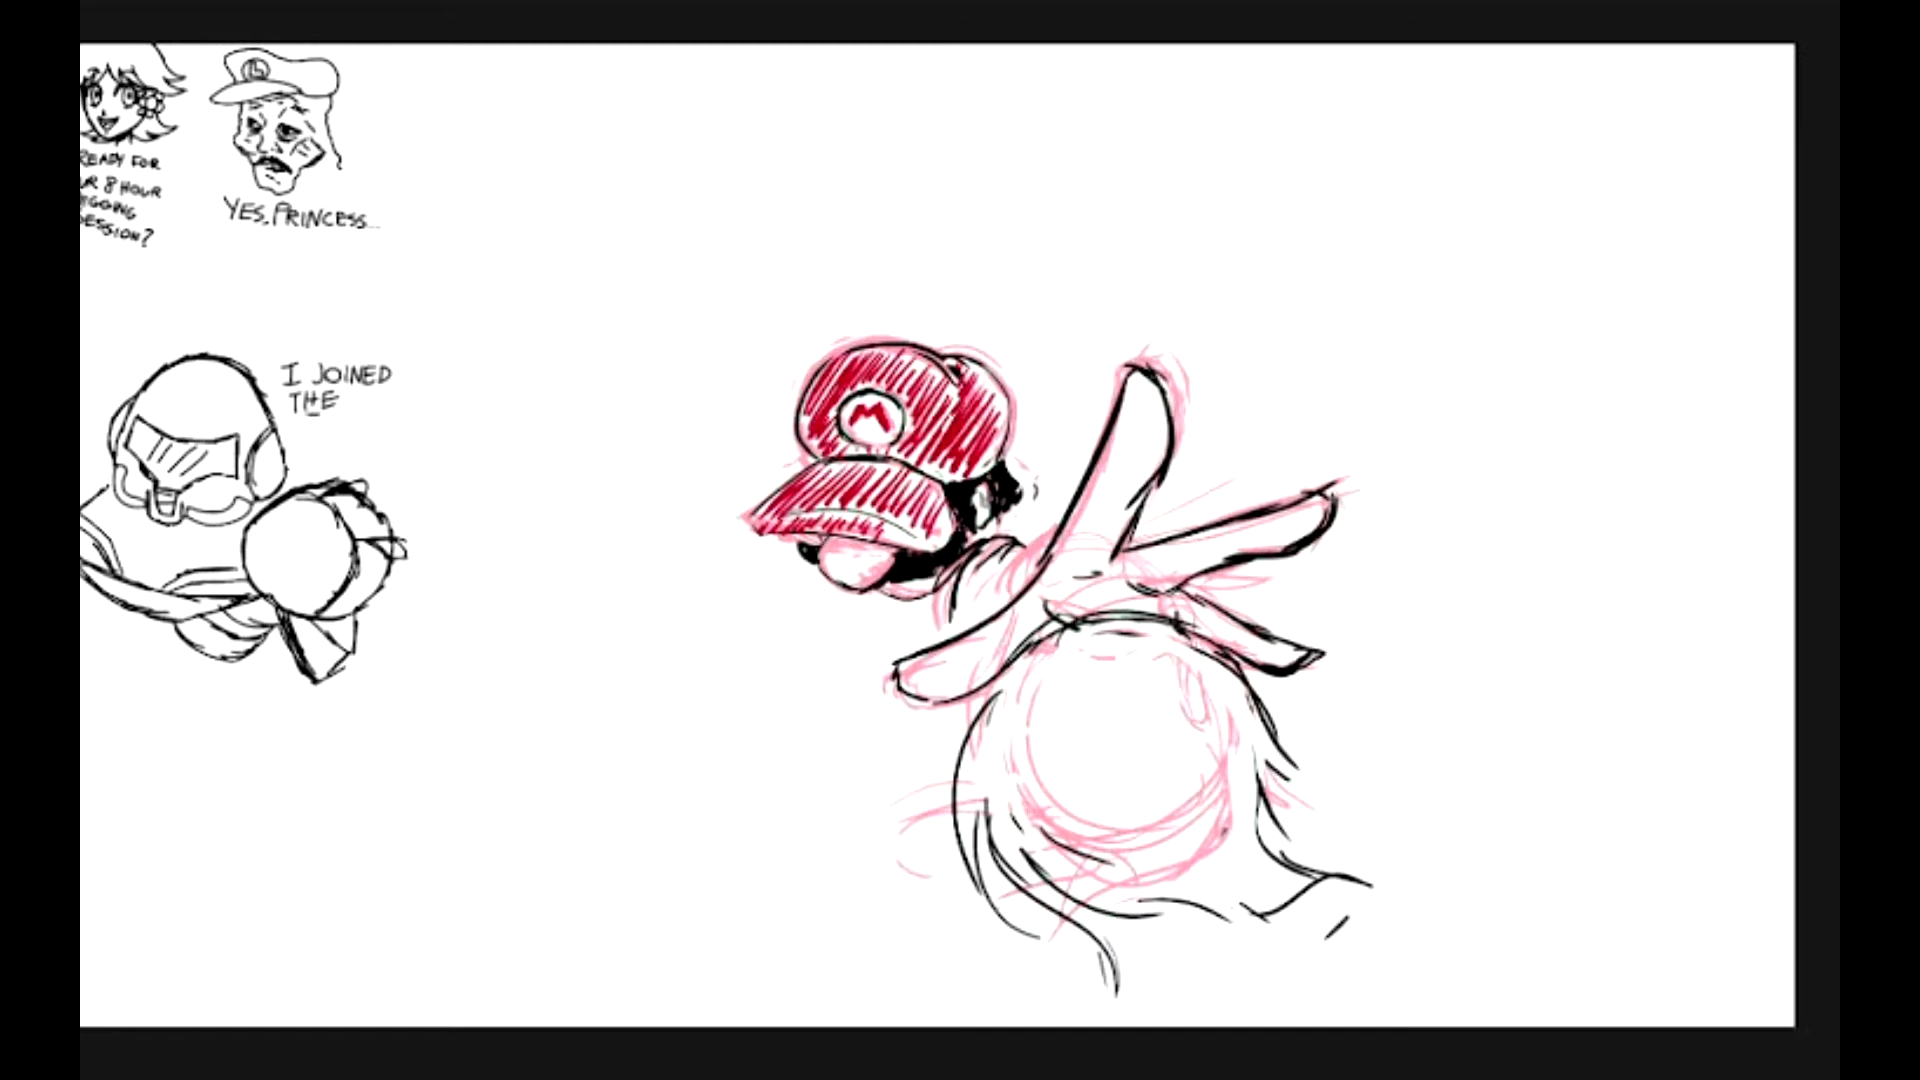 READY FOR
8 HOUR
SESSION?
L
YES, PRINCESS...
I JOINED
THE
M